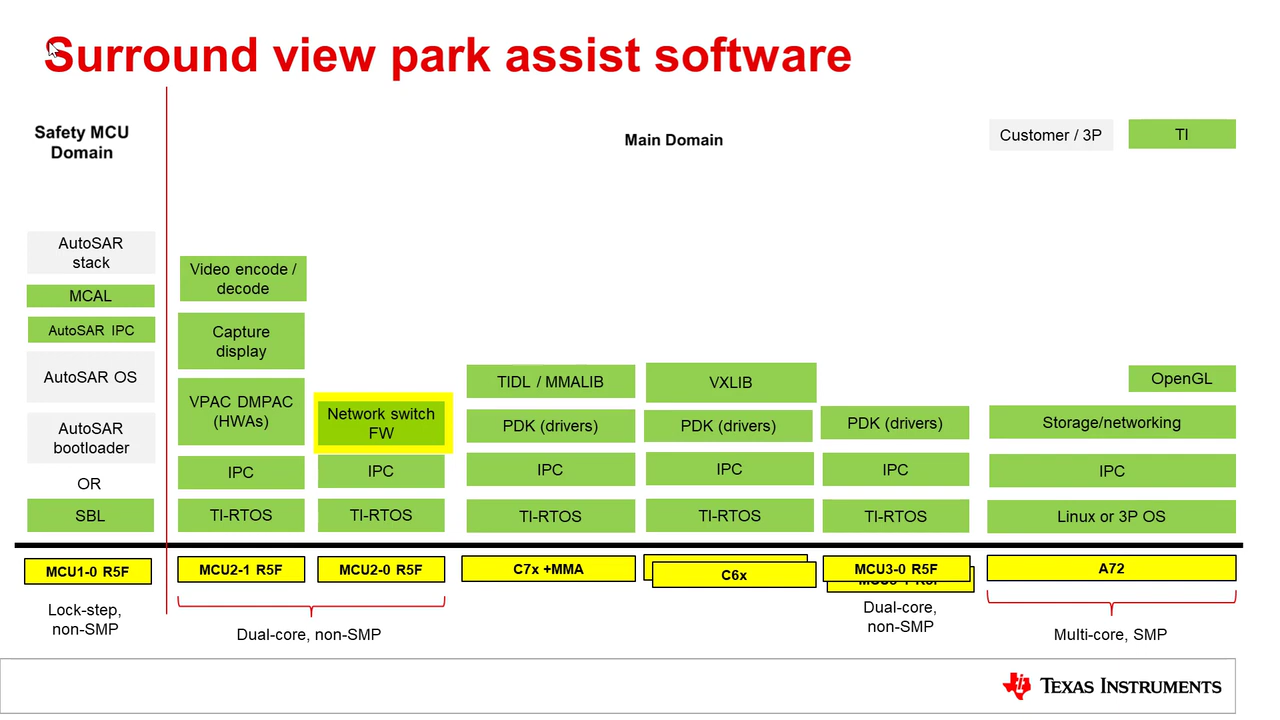 Surround view park assist software
Safety MCU
Domain
Main Domain
Customer / 3P
TI
AutoSAR
stack
MCAL
AutoSAR IPC
AutoSAR OS
AutoSAR
bootloader
OR
SBL
MCU1-0 R5F
Lock-step,
non-SMP
Video encode /
decode
Capture
display
VPAC DMPAC
(HWAs)
IPC
TI-RTOS
MCU2-1 R5F
Network switch
FW
IPC
TI-RTOS
MCU2-0 R5F
Dual-core, non-SMP
TIDL / MMALIB
PDK (drivers)
IPC
TI-RTOS
C7x +MMA
VXLIB
PDK (drivers)
IPC
TI-RTOS
C6x
PDK (drivers)
IPC
TI-RTOS
MCU3-0 R5F
Dual-core,
non-SMP
OpenGL
Storage/networking
IPC
Linux or 3P OS
A72
Multi-core, SMP
TEXAS INSTRUMENTS